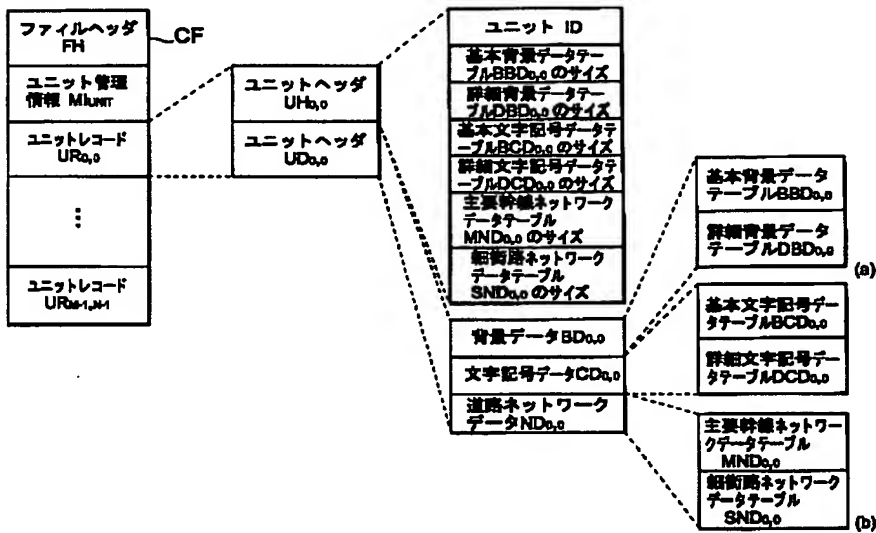 ファイルヘッダ
FH
CF
ユニット管理
情報 MIUNIT
ユニットレコード
UR0,0
⋮
ユニットレコード
URM-1,N-1
ユニットヘッダ
UH0,0
ユニットヘッダ
UD0,0
ユニット ID
基本背景データテー
ブルBBD0,0 のサイズ
詳細背景データテー
ブルDBD0,0 のサイズ
基本文字記号データテ
ーブルBCD0,0 のサイズ
詳細文字記号データテ
ーブルDCD0,0 のサイズ
主要幹線ネットワーク
データテーブル
MND0,0 のサイズ
細街路ネットワーク
データテーブル
SND0,0 のサイズ
背景データBD0,0
文字記号データCD0,0
道路ネットワーク
データND0,0
基本背景データ
テーブルBBD0,0
詳細背景データ
テーブルDBD0,0
(a)
基本文字記号デー
タテーブルBCD0,0
詳細文字記号デー
タテーブルDCD0,0
主要幹線ネットワー
クデータテーブル
MND0,0
細街路ネットワーク
データテーブル
SND0,0
(b)